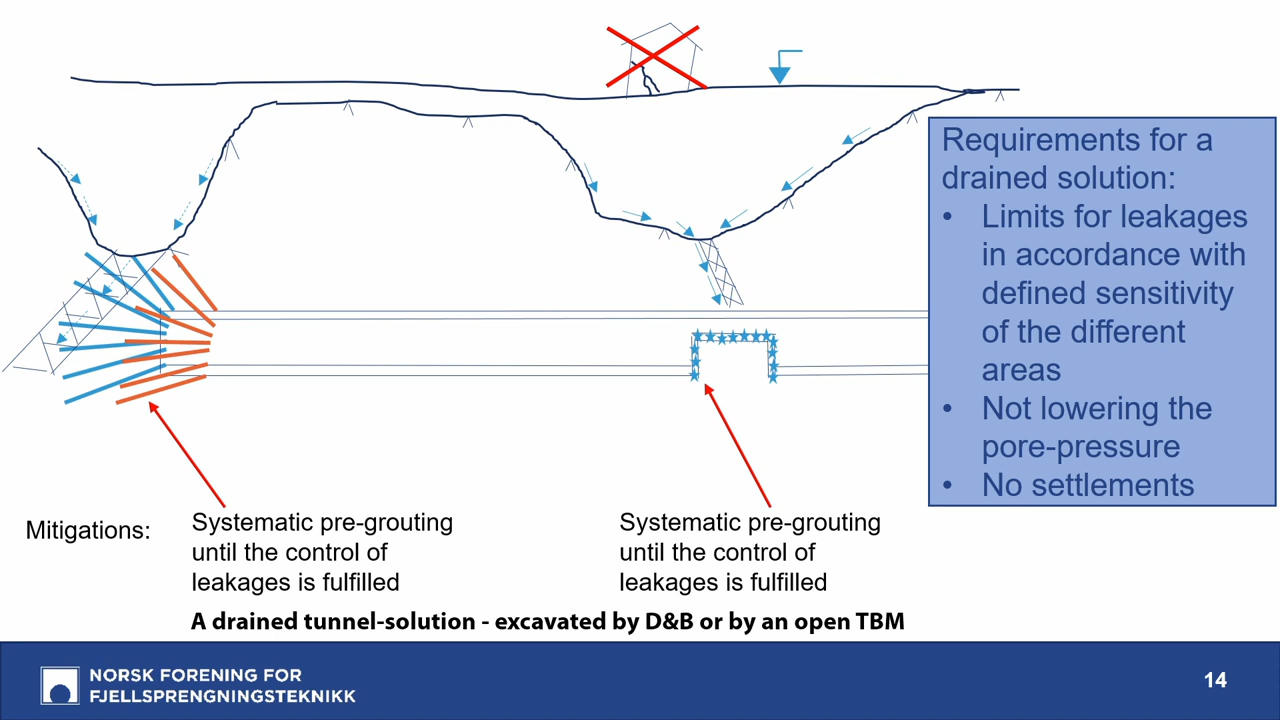 Requirements for a
drained solution:
• Limits for leakages
in accordance with
defined sensitivity
of the different
areas
• Not lowering the
pore-pressure
• No settlements
Mitigations:
Systematic pre-grouting
until the control of
leakages is fulfilled
Systematic pre-grouting
until the control of
leakages is fulfilled
A drained tunnel-solution - excavated by D&B or by an open TBM
NORSK FORENING FOR
FJELLSPRENGNINGSTEKNIKK
14